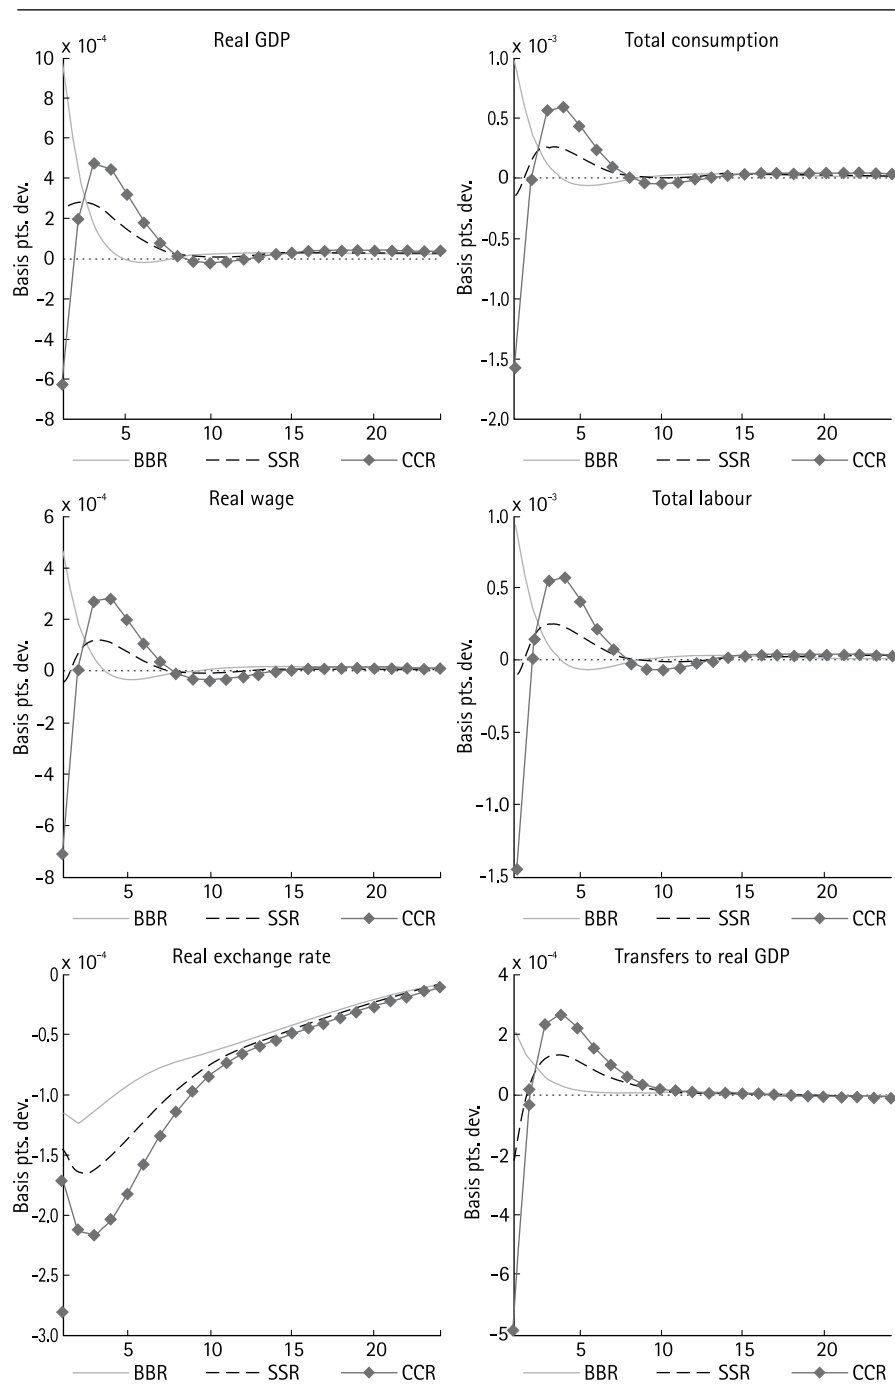 Real GDP
x 10⁻⁴
Basis pts. dev.
10
8
6
4
2
0
−2
−4
−6
−8
5 10 15 20
BBR SSR CCR
Total consumption
x 10⁻³
Basis pts. dev.
1.0
0.5
0
−0.5
−1.0
−1.5
−2.0
5 10 15 20
BBR SSR CCR
Real wage
x 10⁻⁴
Basis pts. dev.
6
4
2
0
−2
−4
−6
−8
5 10 15 20
BBR SSR CCR
Total labour
x 10⁻³
Basis pts. dev.
1.0
0.5
0
−0.5
−1.0
−1.5
5 10 15 20
BBR SSR CCR
Real exchange rate
x 10⁻⁴
Basis pts. dev.
0
−0.5
−1.0
−1.5
−2.0
−2.5
−3.0
5 10 15 20
BBR SSR CCR
Transfers to real GDP
x 10⁻⁴
Basis pts. dev.
4
2
0
−2
−4
−6
−5
5 10 15 20
BBR SSR CCR